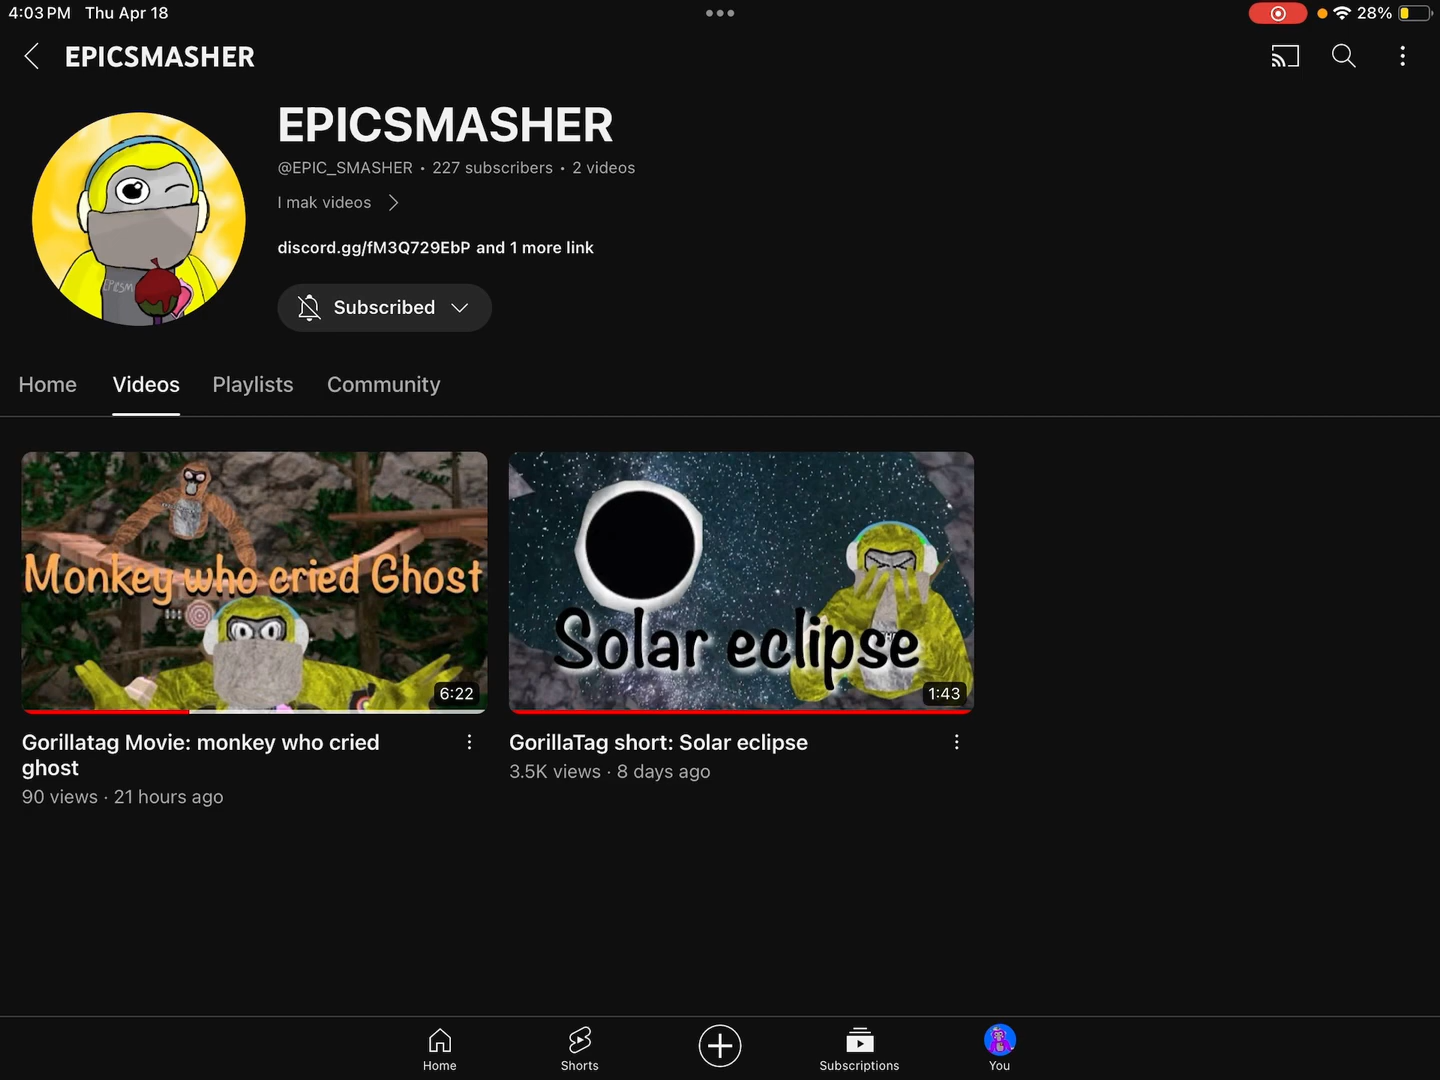 4:03 PM Thu Apr 18
28%
EPICSMASHER
EPICSMASHER
@EPIC_SMASHER • 227 subscribers • 2 videos
I mak videos
discord.gg/fM3Q729EbP and 1 more link
Subscribed
Home Videos Playlists Community
Monkey who cried Ghost
6:22
Solar eclipse
1:43
Gorillatag Movie: monkey who cried
ghost
90 views · 21 hours ago
GorillaTag short: Solar eclipse
3.5K views · 8 days ago
Home Shorts Subscriptions You